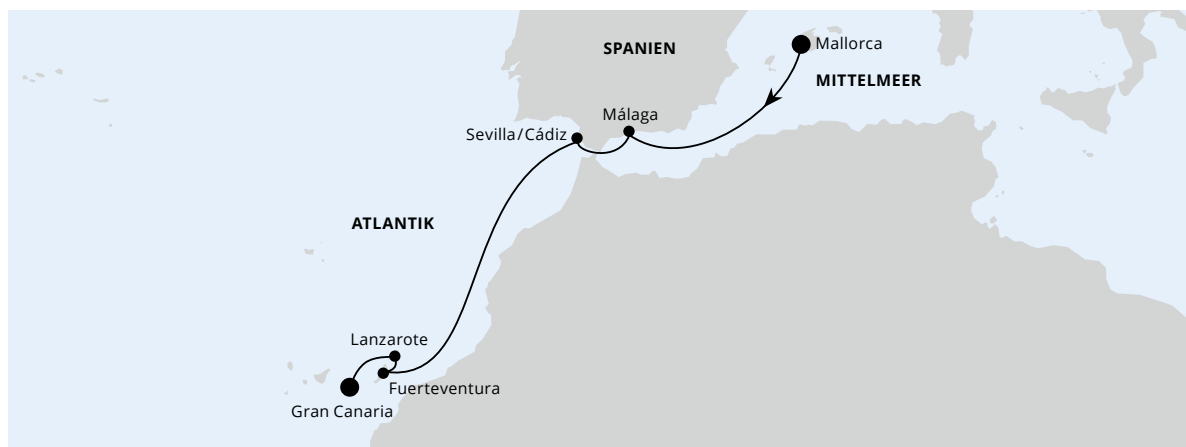 Mallorca
SPANIEN
MITTELMEER
Málaga
Sevilla/Cádiz
ATLANTIK
Lanzarote
Fuerteventura
Gran Canaria